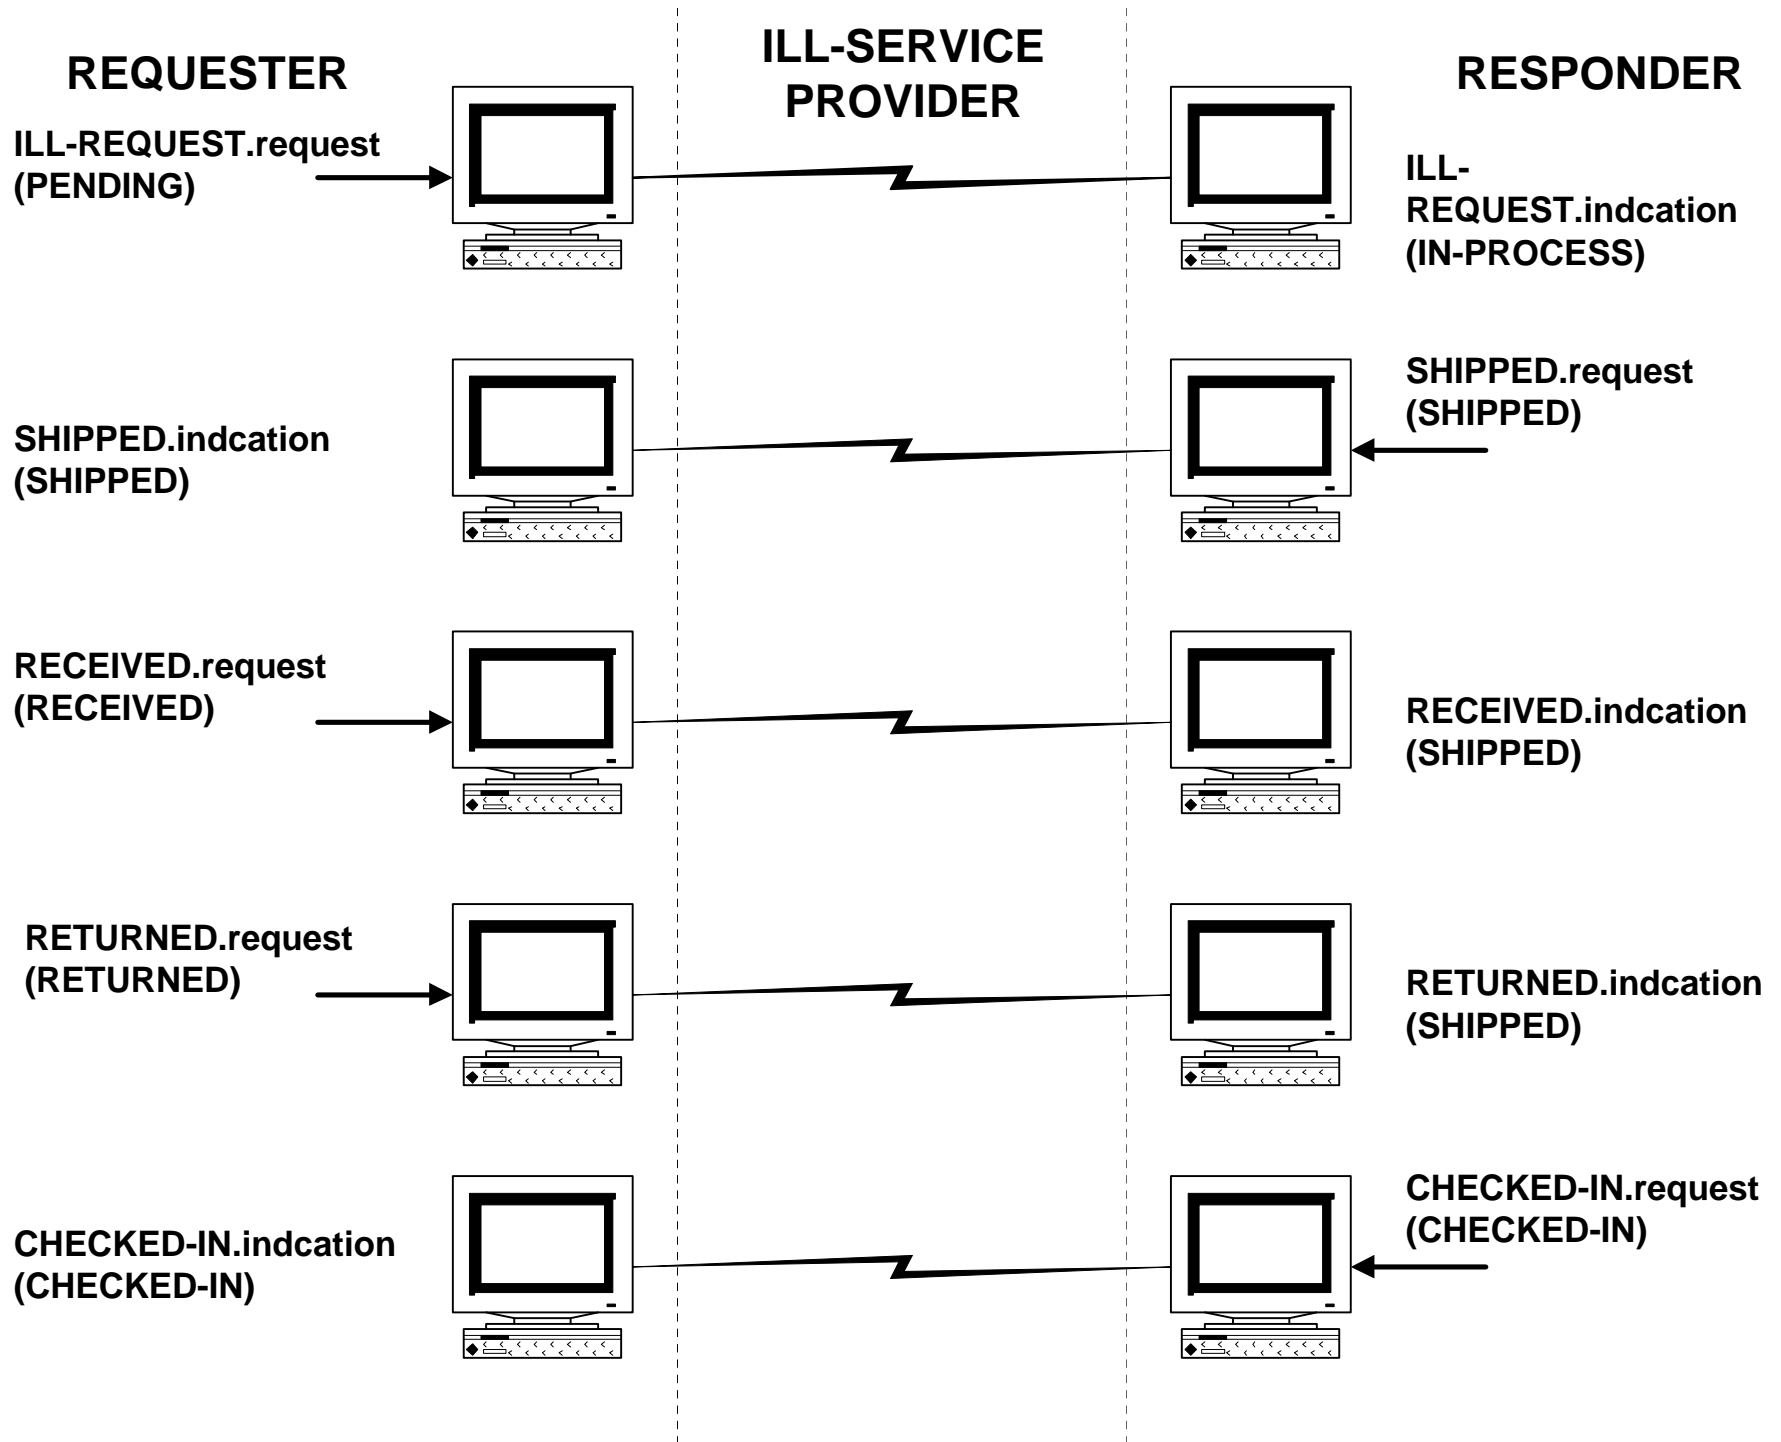 REQUESTER
ILL-SERVICE
PROVIDER
RESPONDER
ILL-REQUEST.request
(PENDING)
ILL-
REQUEST.indcation
(IN-PROCESS)
SHIPPED.indcation
(SHIPPED)
SHIPPED.request
(SHIPPED)
RECEIVED.request
(RECEIVED)
RECEIVED.indcation
(SHIPPED)
RETURNED.request
(RETURNED)
RETURNED.indcation
(SHIPPED)
CHECKED-IN.indcation
(CHECKED-IN)
CHECKED-IN.request
(CHECKED-IN)